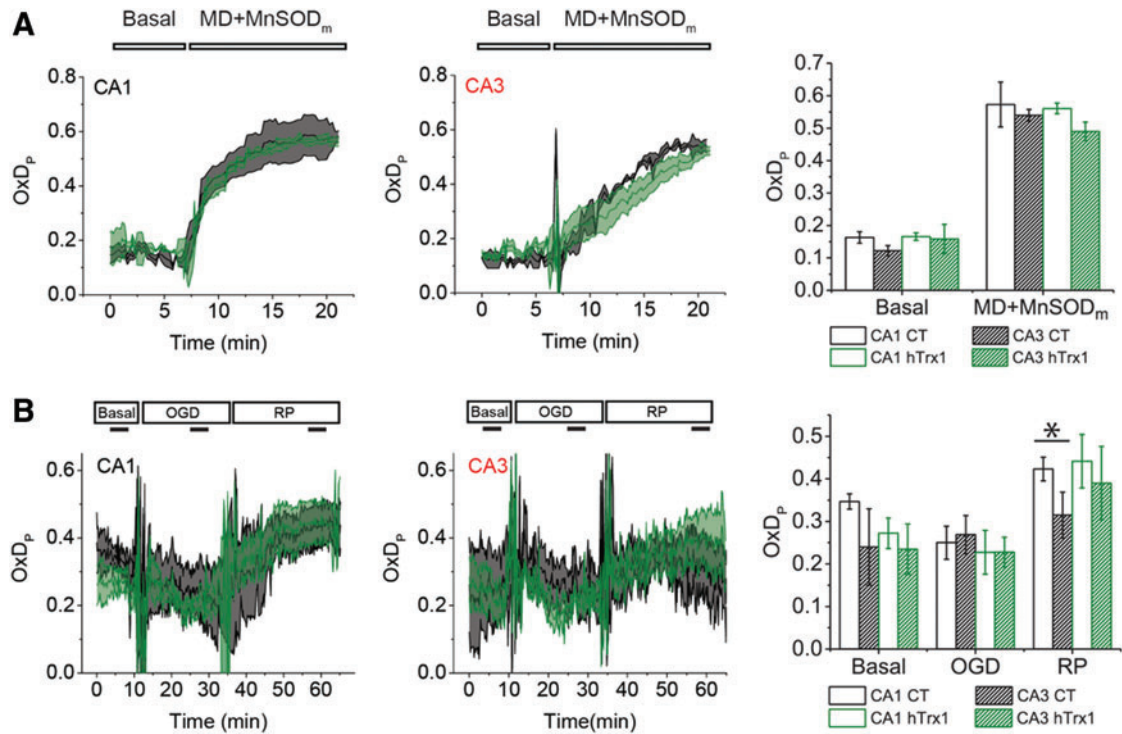 A
Basal MD+MnSODm
CA1
OxDP
0.8
0.6
0.4
0.2
0.0
0 5 10 15 20
Time (min)
Basal MD+MnSODm
CA3
OxDP
0.8
0.6
0.4
0.2
0.0
0 5 10 15 20
Time (min)
OxDP
0.7
0.6
0.5
0.4
0.3
0.2
0.1
0.0
Basal MD+MnSODm
CA1 CT CA3 CT
CA1 hTrx1 CA3 hTrx1
B
Basal OGD RP
CA1
OxDP
0.6
0.4
0.2
0.0
0 10 20 30 40 50 60
Time (min)
Basal OGD RP
CA3
OxDP
0.6
0.4
0.2
0.0
0 10 20 30 40 50 60
Time(min)
OxDP
0.5
0.4
0.3
0.2
0.1
0.0
*
Basal OGD RP
CA1 CT CA3 CT
CA1 hTrx1 CA3 hTrx1